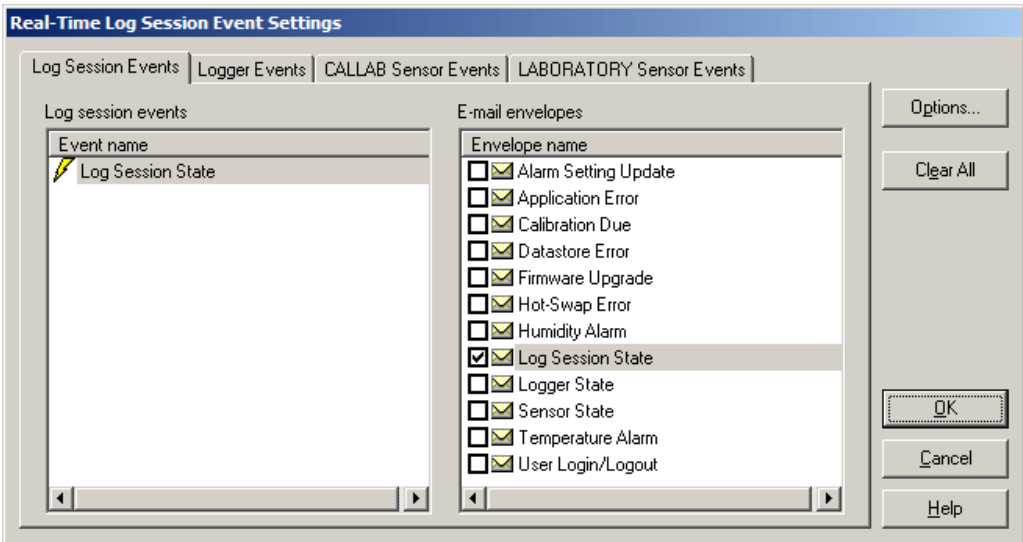 Real-Time Log Session Event Settings
Log Session Events Logger Events CALLAB Sensor Events LABORATORY Sensor Events
Log session events
Event name
Log Session State
E-mail envelopes
Envelope name
Alarm Setting Update
Application Error
Calibration Due
Datastore Error
Firmware Upgrade
Hot-Swap Error
Humidity Alarm
Log Session State
Logger State
Sensor State
Temperature Alarm
User Login/Logout
Options...
Clear All
OK
Cancel
Help